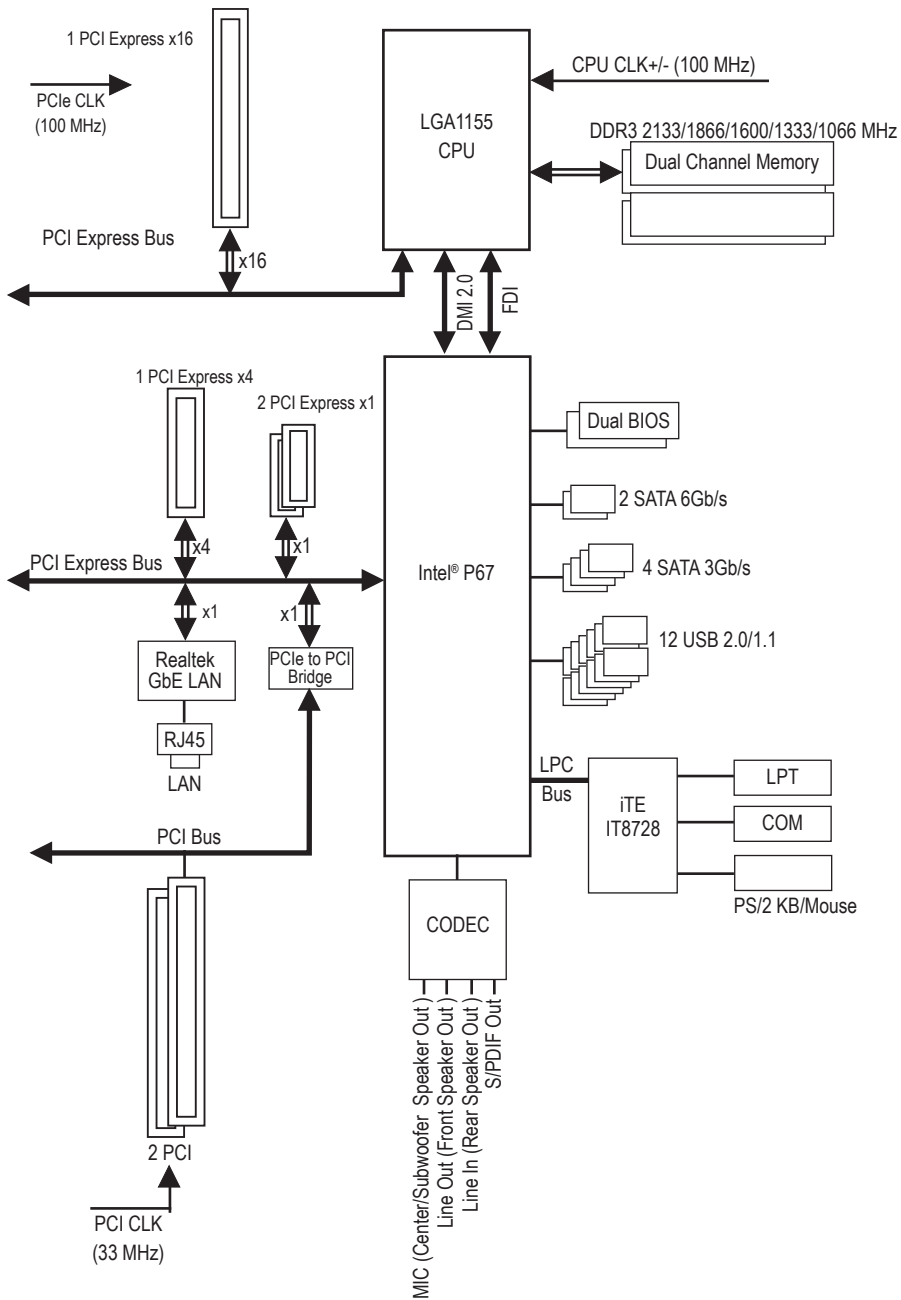 1 PCI Express x16
PCIe CLK
(100 MHz)
LGA1155
CPU
CPU CLK+/- (100 MHz)
DDR3 2133/1866/1600/1333/1066 MHz
Dual Channel Memory
PCI Express Bus
x16
DMI 2.0
FDI
1 PCI Express x4
2 PCI Express x1
Dual BIOS
2 SATA 6Gb/s
x4
x1
PCI Express Bus
Intel® P67
4 SATA 3Gb/s
x1
x1
12 USB 2.0/1.1
Realtek
GbE LAN
PCIe to PCI
Bridge
RJ45
LAN
LPC
Bus
iTE
IT8728
LPT
COM
PS/2 KB/Mouse
PCI Bus
CODEC
MIC (Center/Subwoofer Speaker Out )
Line Out (Front Speaker Out )
Line In (Rear Speaker Out )
S/PDIF Out
2 PCI
PCI CLK
(33 MHz)